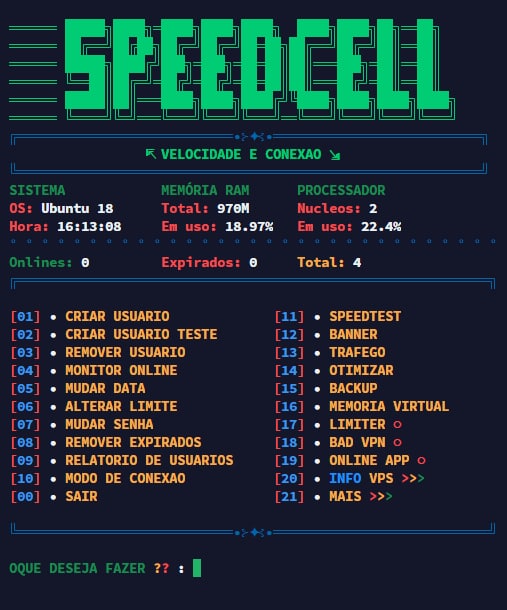 SPEEDCELL
VELOCIDADE E CONEXAO
SISTEMA MEMÓRIA RAM PROCESSADOR
OS: Ubuntu 18 Total: 970M Nucleos: 2
Hora: 16:13:08 Em uso: 18.97% Em uso: 22.4%
Onlines: 0 Expirados: 0 Total: 4
[01] • CRIAR USUARIO [11] • SPEEDTEST
[02] • CRIAR USUARIO TESTE [12] • BANNER
[03] • REMOVER USUARIO [13] • TRAFEGO
[04] • MONITOR ONLINE [14] • OTIMIZAR
[05] • MUDAR DATA [15] • BACKUP
[06] • ALTERAR LIMITE [16] • MEMORIA VIRTUAL
[07] • MUDAR SENHA [17] • LIMITER ○
[08] • REMOVER EXPIRADOS [18] • BAD VPN ○
[09] • RELATORIO DE USUARIOS [19] • ONLINE APP ○
[10] • MODO DE CONEXAO [20] • INFO VPS >>>
[00] • SAIR [21] • MAIS >>>
OQUE DESEJA FAZER ?? :